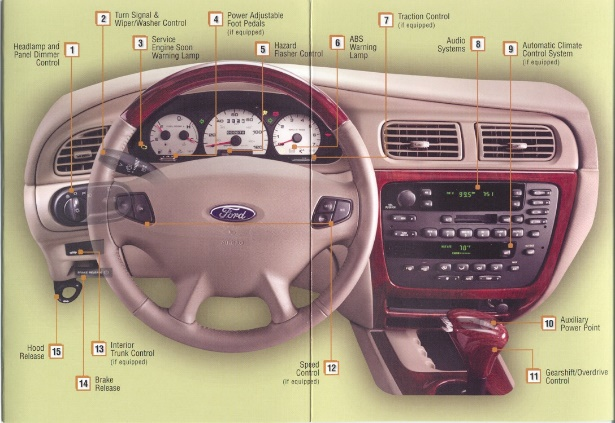 1
Headlamp and
Panel Dimmer
Control
2
Turn Signal &
Wiper/Washer Control
3
Service
Engine Soon
Warning Lamp
4
Power Adjustable
Foot Pedals
(if equipped)
5
Hazard
Flasher Control
6
ABS
Warning
Lamp
7
Traction Control
(if equipped)
Audio
Systems
8
9
Automatic Climate
Control System
(if equipped)
Ford
10
Auxiliary
Power Point
11
Gearshift/Overdrive
Control
Speed
Control
(if equipped)
12
13
Interior
Trunk Control
(if equipped)
14
Brake
Release
Hood
Release
15